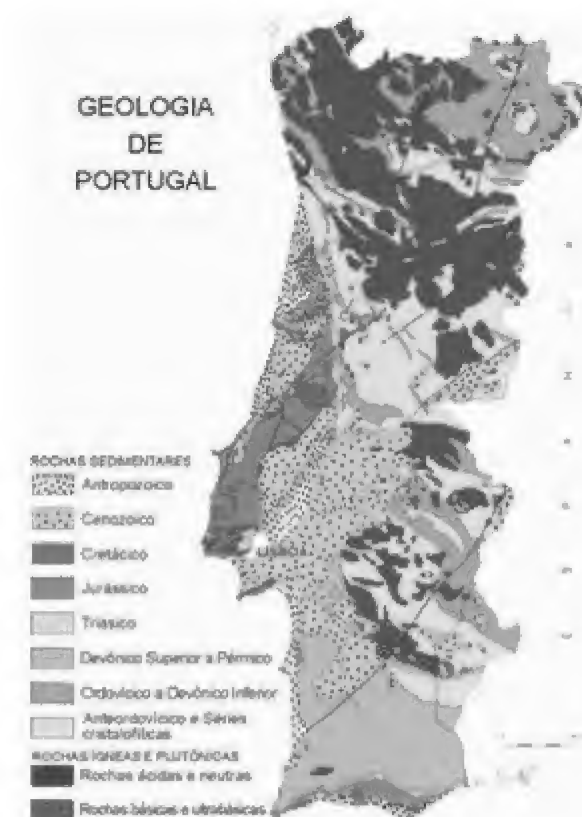 GEOLOGIA
DE
PORTUGAL
ROCHAS SEDIMENTARES
Antropozoico
Cenozoico
Cretácico
Jurássico
Triásico
Devónico Superior a Pérmico
Ordovícico a Devónico Inferior
Anteordovícico e Séries
cristalofílicas
ROCHAS ÍGNEAS E PLUTÓNICAS
Rochas ácidas e neutras
Rochas básicas e ultrabásicas
LISBOA